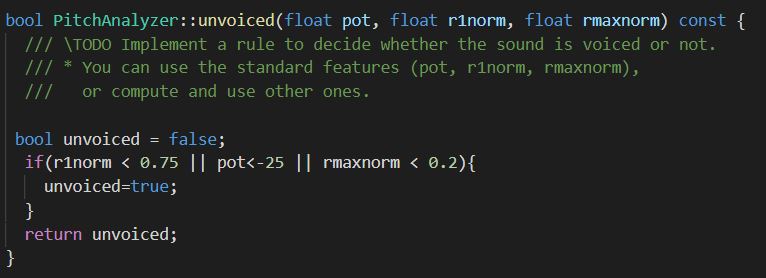 bool PitchAnalyzer::unvoiced(float pot, float r1norm, float rmaxnorm) const {
  /// \TODO Implement a rule to decide whether the sound is voiced or not.
  /// * You can use the standard features (pot, r1norm, rmaxnorm),
  ///   or compute and use other ones.

 bool unvoiced = false;
  if(r1norm < 0.75 || pot<-25 || rmaxnorm < 0.2){
    unvoiced=true;
  }
  return unvoiced;
}